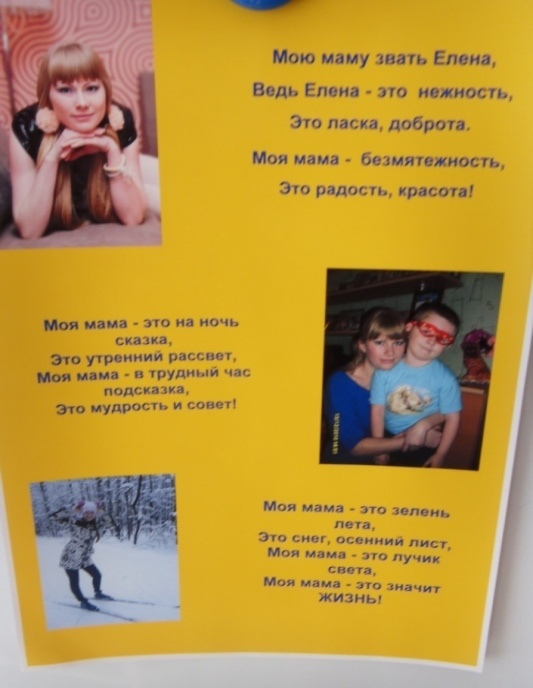 Мою маму звать Елена,
Ведь Елена - это нежность,
Это ласка, доброта.
Моя мама - безмятежность,
Это радость, красота!
Моя мама - это на ночь
сказка,
Это утренний рассвет,
Моя мама - в трудный час
подсказка,
Это мудрость и совет!
Моя мама - это зелень
лета,
Это снег, осенний лист,
Моя мама - это лучик
света,
Моя мама - это значит
ЖИЗНЬ!